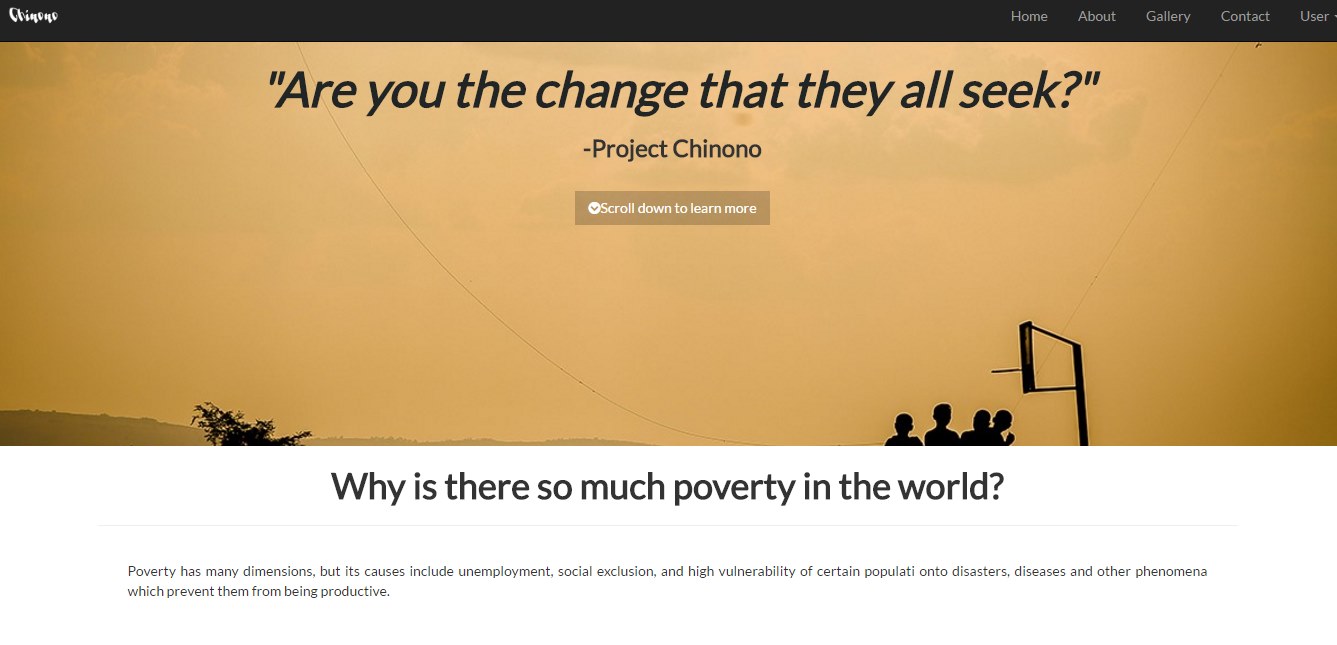 Chinono
Home About Gallery Contact User
"Are you the change that they all seek?"
-Project Chinono
Scroll down to learn more
Why is there so much poverty in the world?
Poverty has many dimensions, but its causes include unemployment, social exclusion, and high vulnerability of certain populati onto disasters, diseases and other phenomena
which prevent them from being productive.